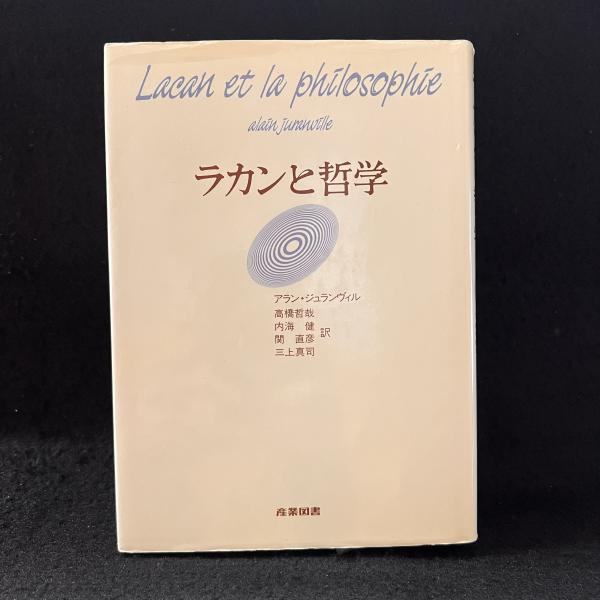 Lacan et la philosophie
alain juranville
ラカンと哲学
アラン・ジュランヴィル
高橋哲哉
内海 健
関 直彦
三上真司
訳
産業図書